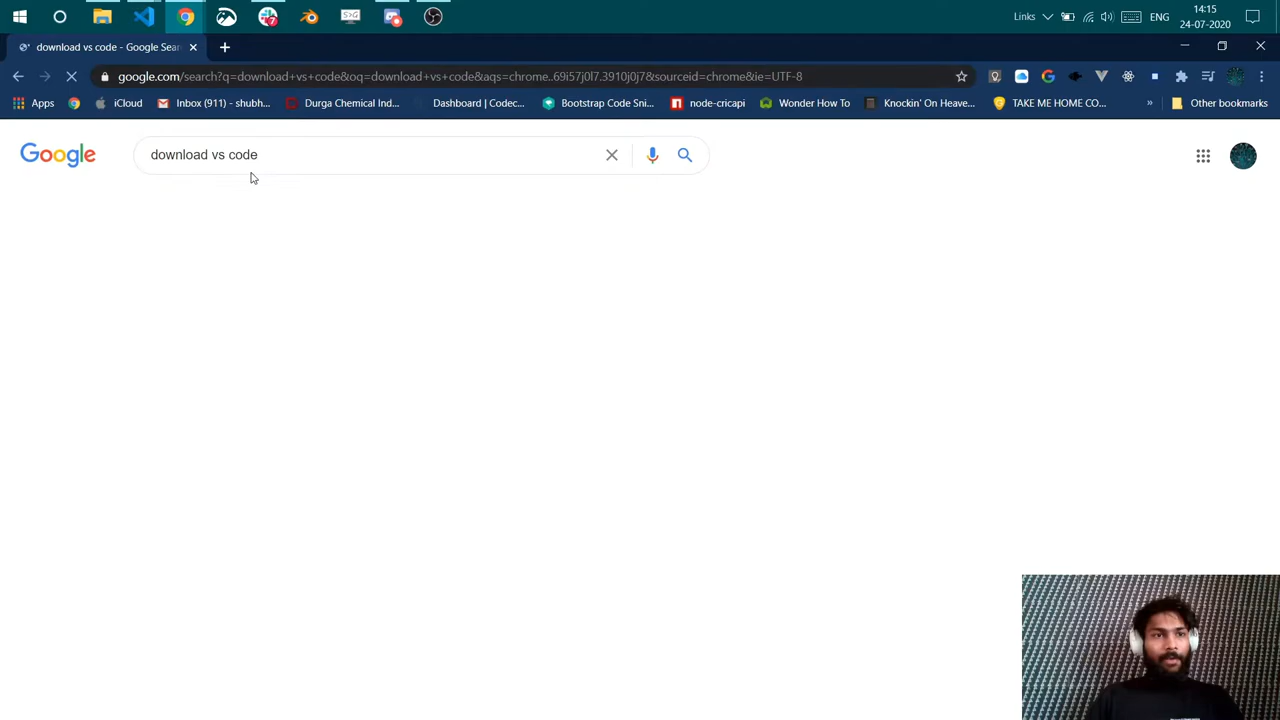 Links
ENG
14:15
24-07-2020
download vs code - Google Sear
google.com/search?q=download+vs+code&oq=download+vs+code&aqs=chrome..69i57j0l7.3910j0j7&sourceid=chrome&ie=UTF-8
Apps
iCloud
Inbox (911) - shubh...
Durga Chemical Ind...
Dashboard | Codec...
Bootstrap Code Sni...
node-cricapi
Wonder How To
Knockin' On Heave...
TAKE ME HOME CO...
»
Other bookmarks
Google
download vs code